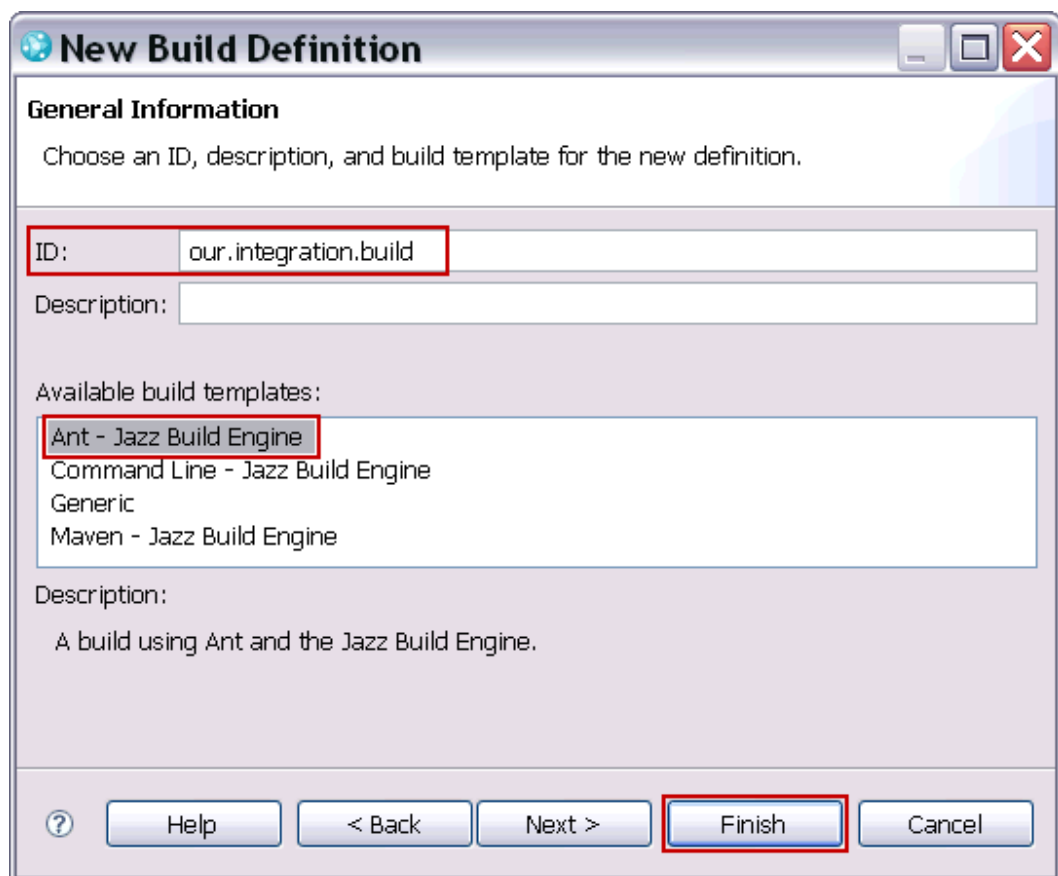 New Build Definition
General Information
Choose an ID, description, and build template for the new definition.
ID: our.integration.build
Description:
Available build templates:
Ant - Jazz Build Engine
Command Line - Jazz Build Engine
Generic
Maven - Jazz Build Engine
Description:
A build using Ant and the Jazz Build Engine.
? Help < Back Next > Finish Cancel